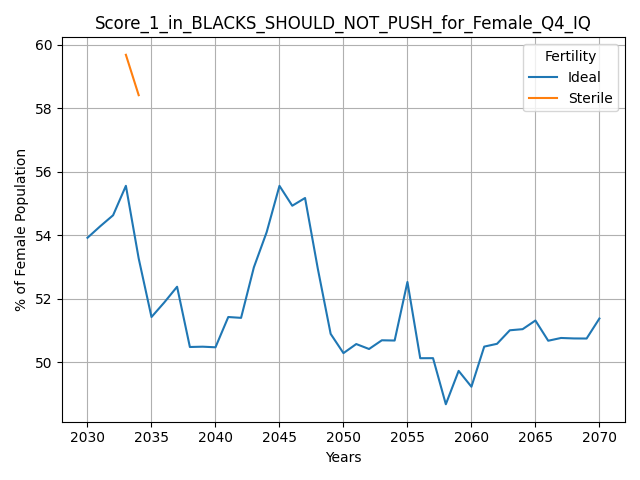 Score_1_in_BLACKS_SHOULD_NOT_PUSH_for_Female_Q4_IQ
Fertility
Ideal
Sterile
% of Female Population
60
58
56
54
52
50
2030 2035 2040 2045 2050 2055 2060 2065 2070
Years